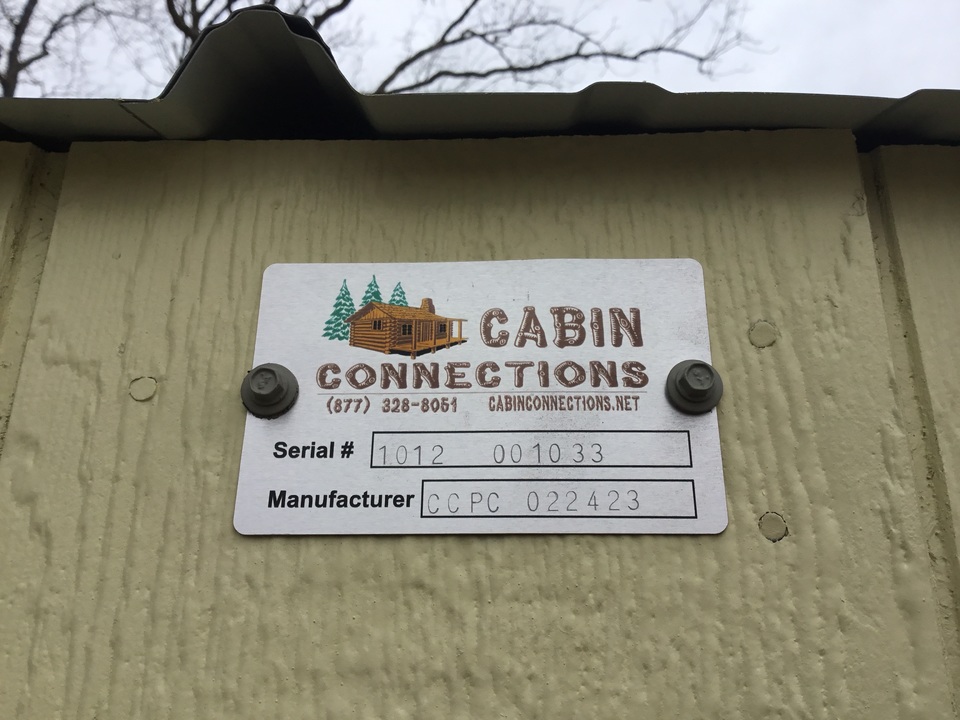 CABIN
CONNECTIONS
(877) 328-8051 CABINCONNECTIONS.NET
Serial # 1012 001033
Manufacturer CCPC 022423